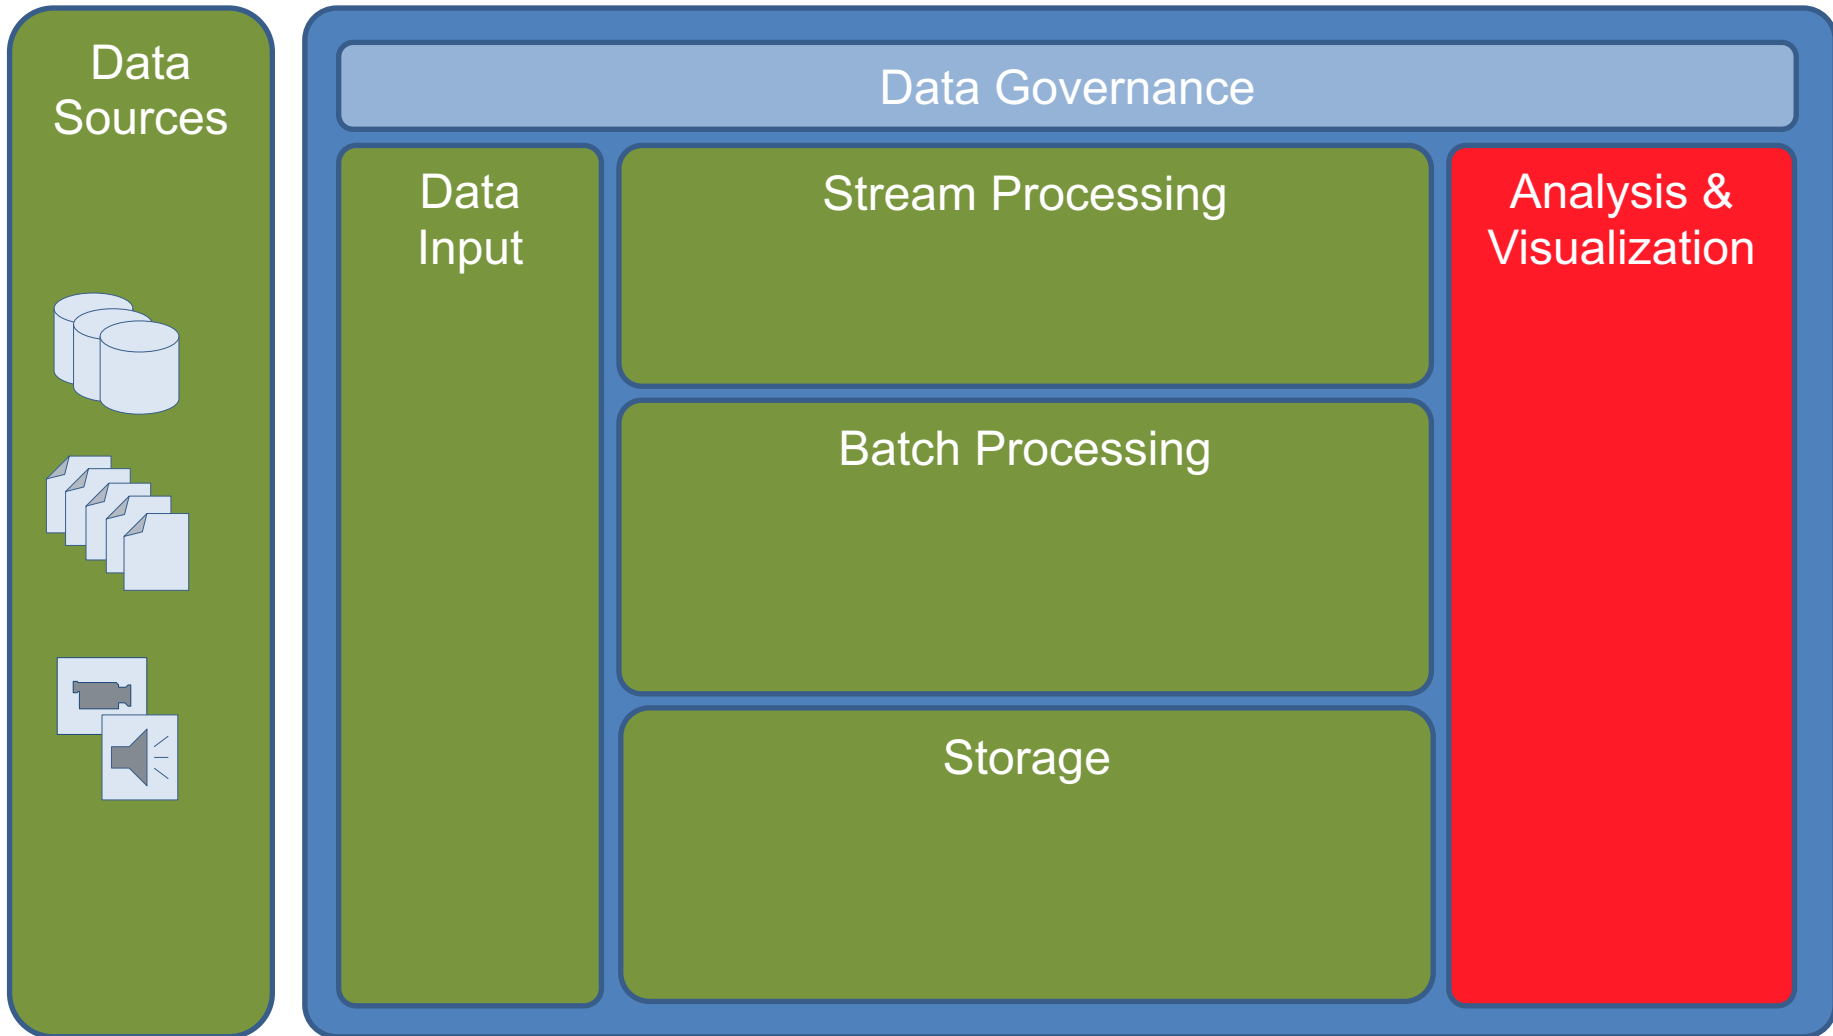 Data
Sources
Data Governance
Data
Input
Stream Processing
Batch Processing
Storage
Analysis &
Visualization